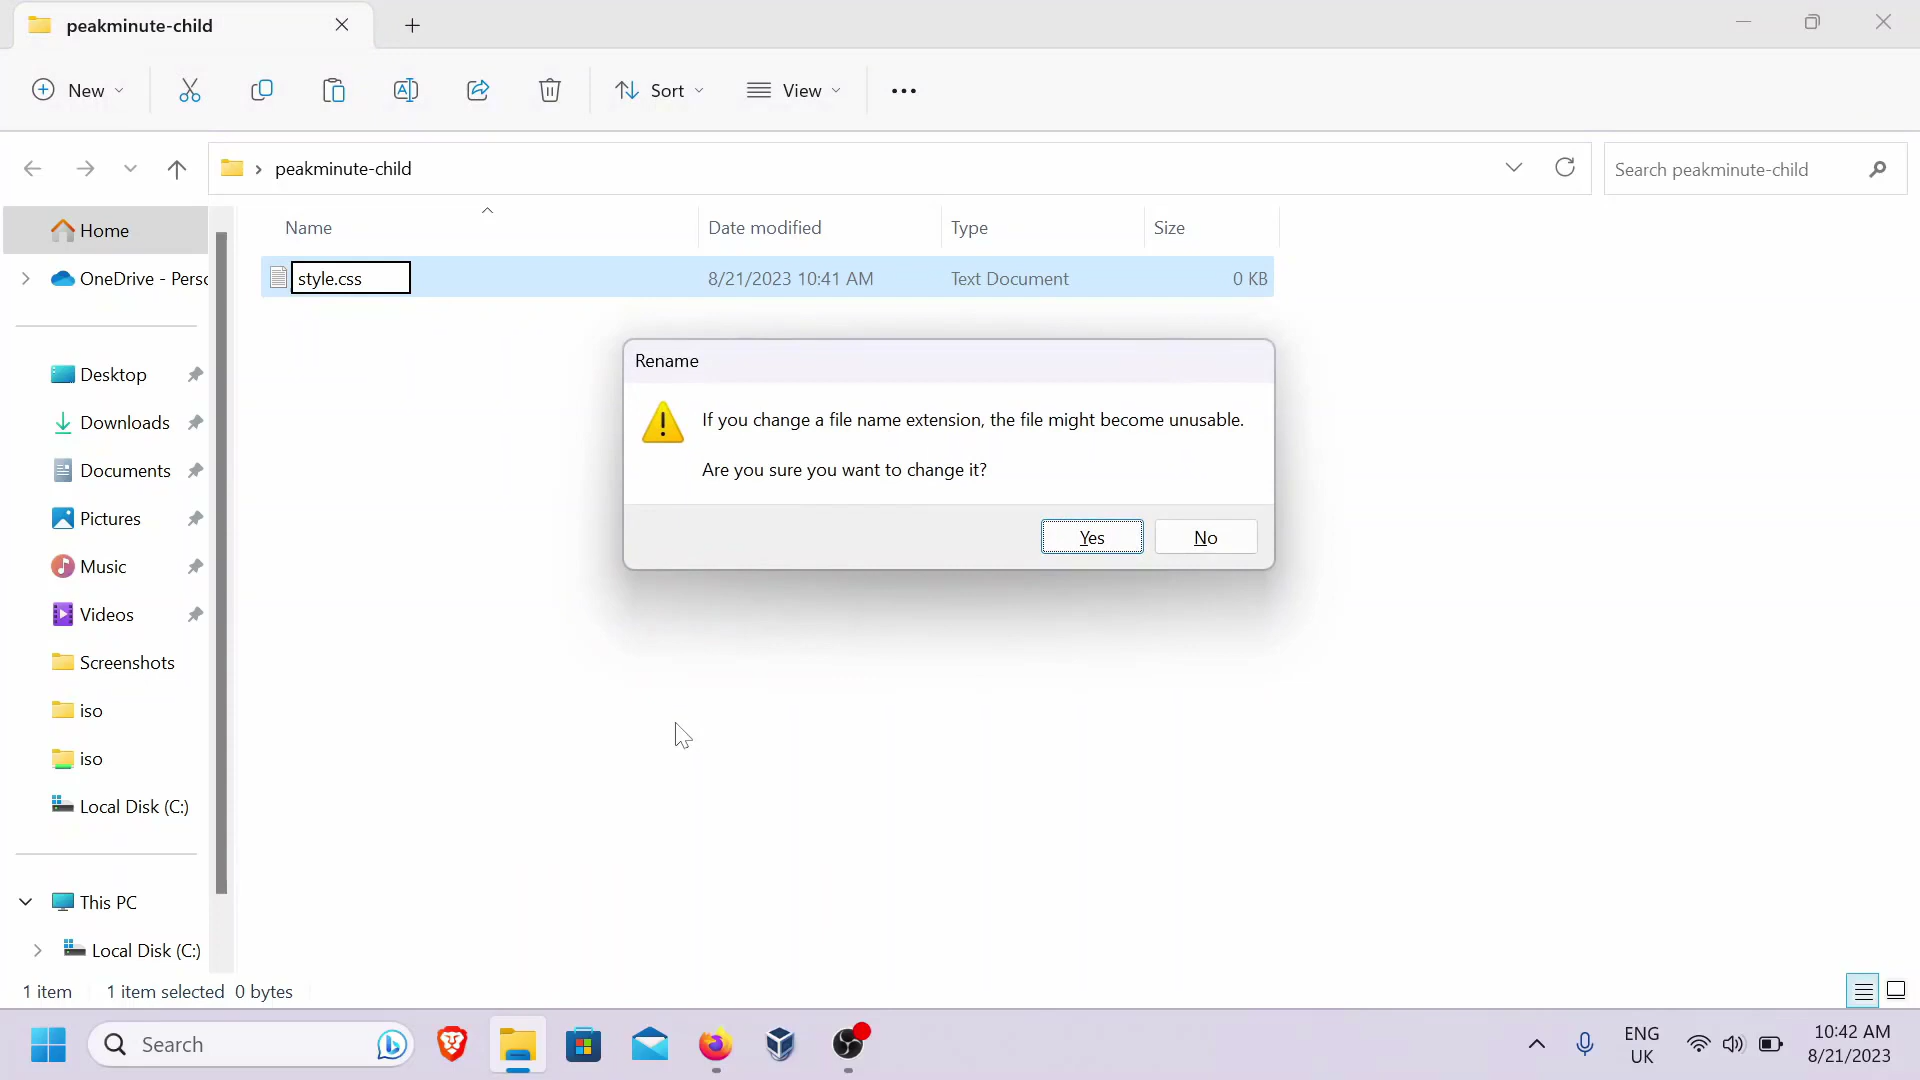 peakminute-child
New
Sort
View
peakminute-child
Search peakminute-child
Name
Date modified
Type
Size
style.css
8/21/2023 10:41 AM
Text Document
0 KB
Home
OneDrive - Perso
Desktop
Downloads
Documents
Pictures
Music
Videos
Screenshots
iso
iso
Local Disk (C:)
This PC
Local Disk (C:)
Rename
If you change a file name extension, the file might become unusable.
Are you sure you want to change it?
Yes
No
1 item
1 item selected 0 bytes
Search
ENG
UK
10:42 AM
8/21/2023